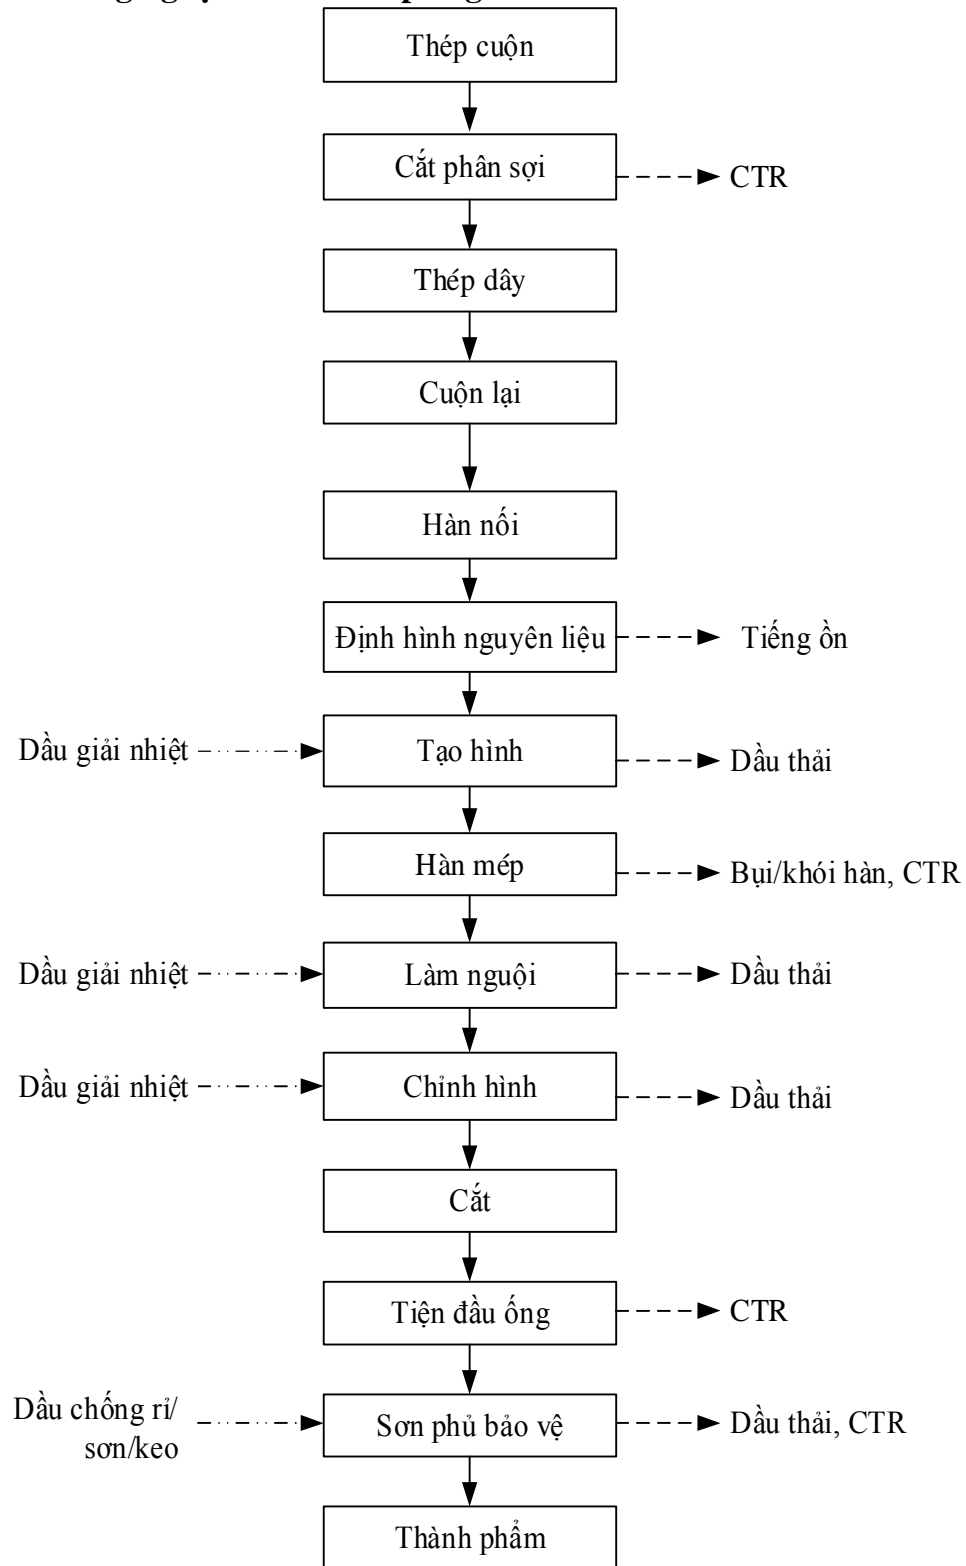 Thép cuộn
Cắt phân sợi
CTR
Thép dây
Cuộn lại
Hàn nối
Định hình nguyên liệu
Tiếng ồn
Dầu giải nhiệt
Tạo hình
Dầu thải
Hàn mép
Bụi/khói hàn, CTR
Dầu giải nhiệt
Làm nguội
Dầu thải
Dầu giải nhiệt
Chỉnh hình
Dầu thải
Cắt
Tiện đầu ống
CTR
Dầu chống rỉ/
sơn/keo
Sơn phủ bảo vệ
Dầu thải, CTR
Thành phẩm